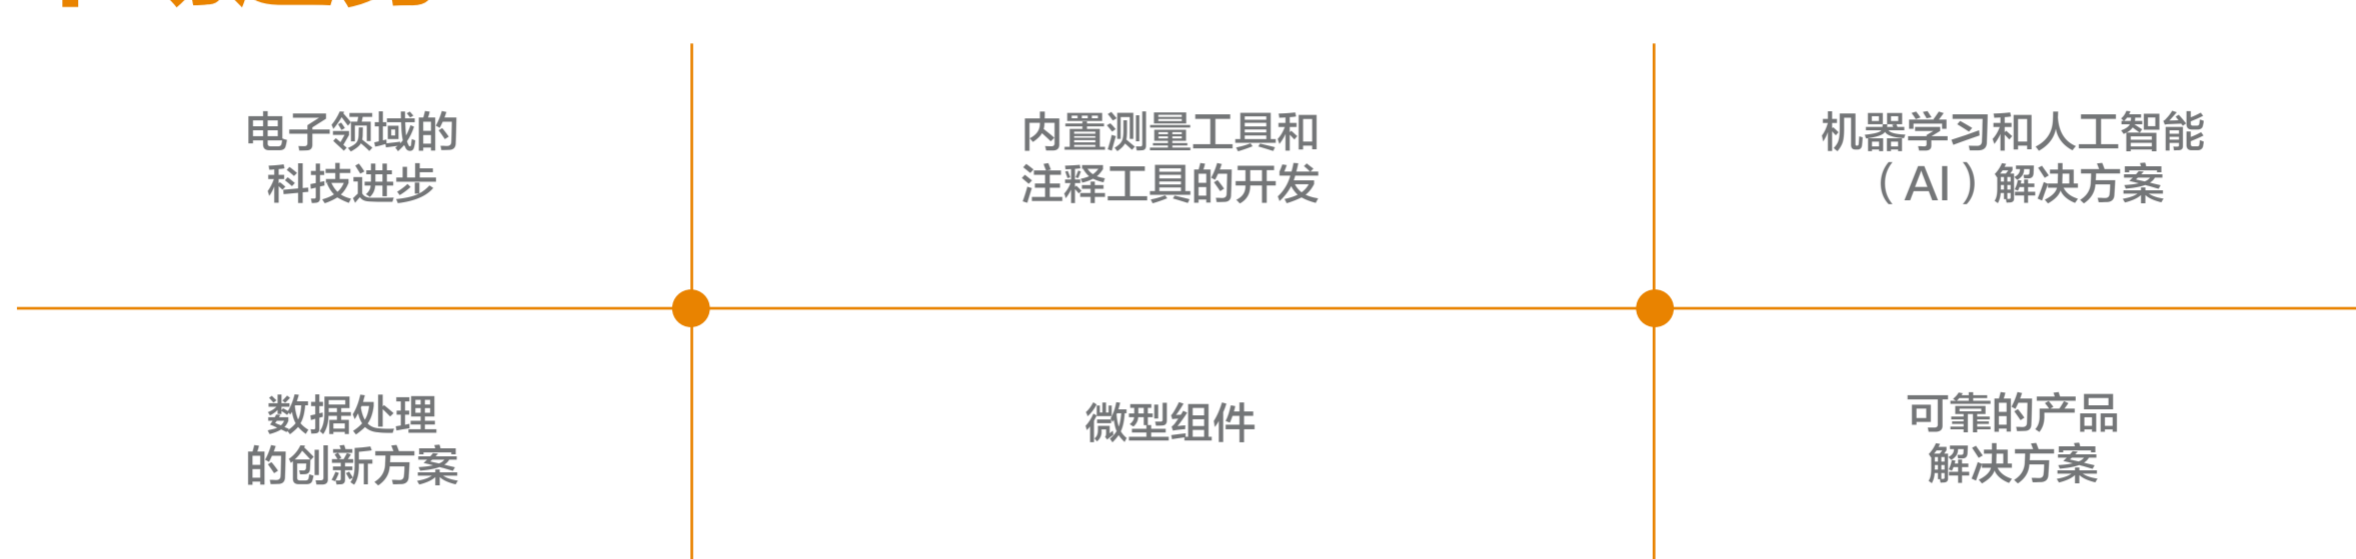 电子领域的
科技进步
内置测量工具和
注释工具的开发
机器学习和人工智能
（AI）解决方案
数据处理
的创新方案
微型组件
可靠的产品
解决方案